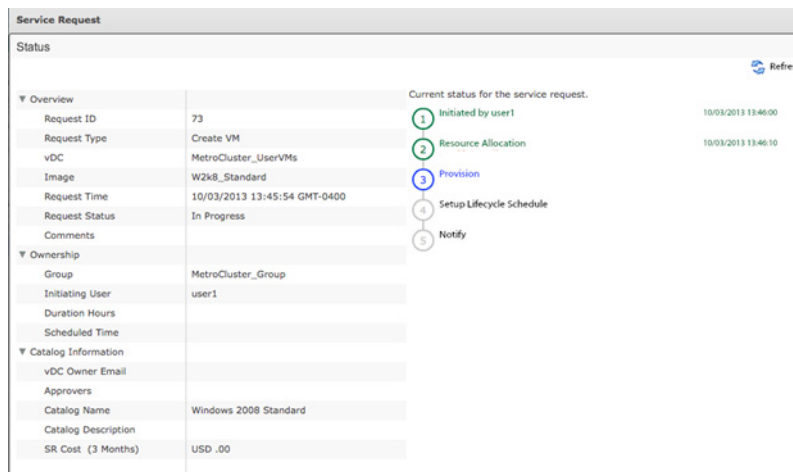 Service Request
Status
Refre
▼ Overview
Request ID 73
Request Type Create VM
vDC MetroCluster_UserVMs
Image W2k8_Standard
Request Time 10/03/2013 13:45:54 GMT-0400
Request Status In Progress
Comments
▼ Ownership
Group MetroCluster_Group
Initiating User user1
Duration Hours
Scheduled Time
▼ Catalog Information
vDC Owner Email
Approvers
Catalog Name Windows 2008 Standard
Catalog Description
SR Cost (3 Months) USD .00
Current status for the service request.
1 Initiated by user1 10/03/2013 13:46:00
2 Resource Allocation 10/03/2013 13:46:10
3 Provision
4 Setup Lifecycle Schedule
5 Notify